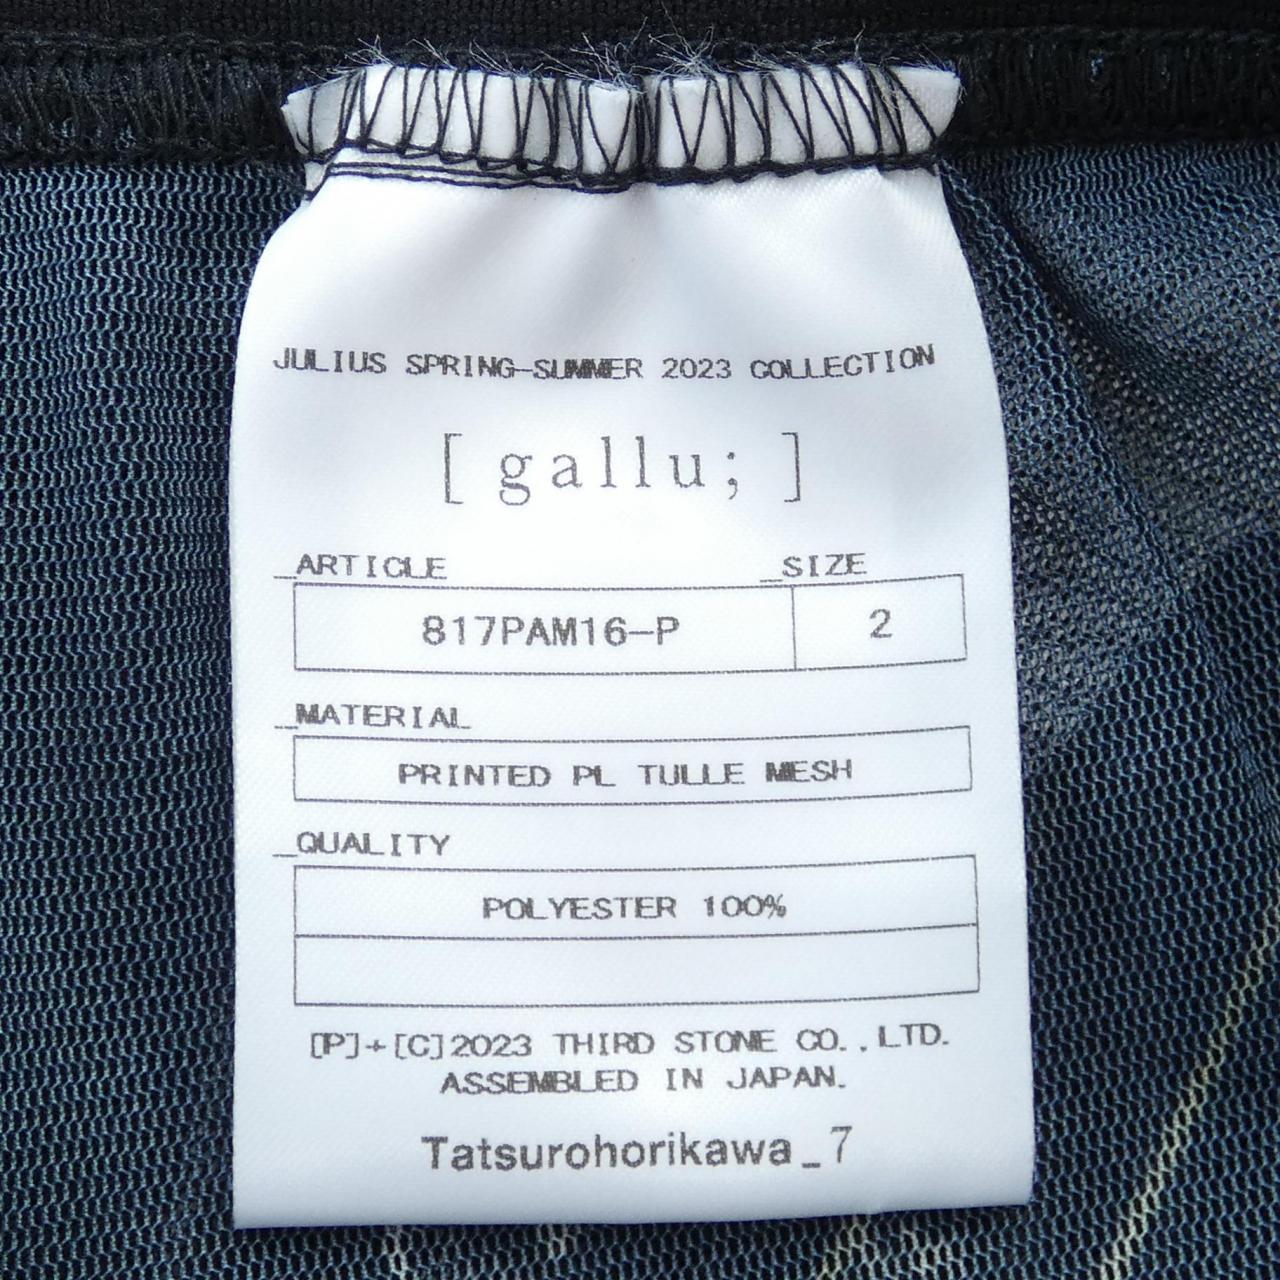 JULIUS SPRING-SUMMER 2023 COLLECTION
[ gallu; ]
_ARTICLE _SIZE
817PAM16-P 2
_MATERIAL
PRINTED PL TULLE MESH
_QUALITY
POLYESTER 100%
[P]+[C]2023 THIRD STONE CO.,LTD.
ASSEMBLED IN JAPAN.
Tatsurohorikawa_7